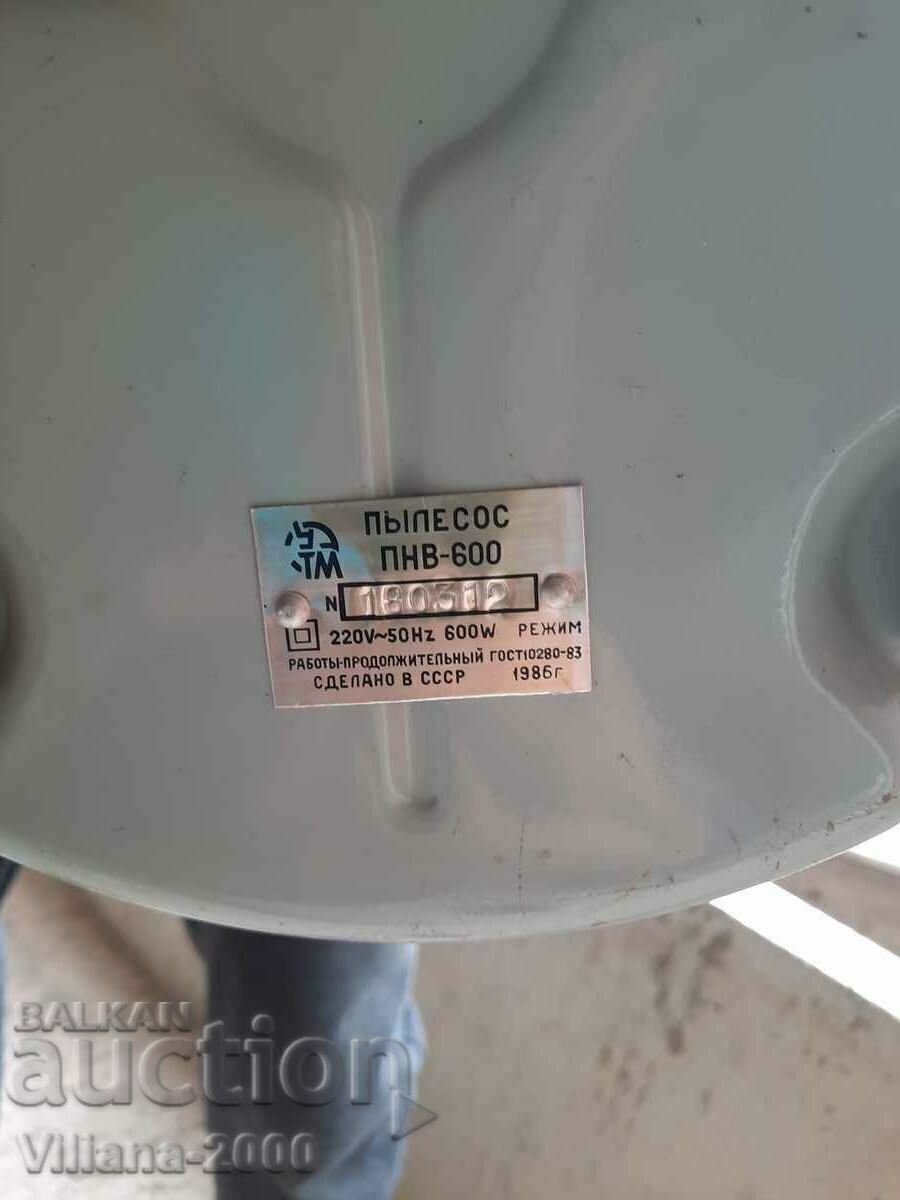 ПЫЛЕСОС
ПНВ-600
N 180312
220V~50Hz 600W РЕЖИМ
РАБОТЫ-ПРОДОЛЖИТЕЛЬНЫЙ ГОСТ10280-83
СДЕЛАНО В СССР 1986г
BALKAN
auction
Viliana-2000